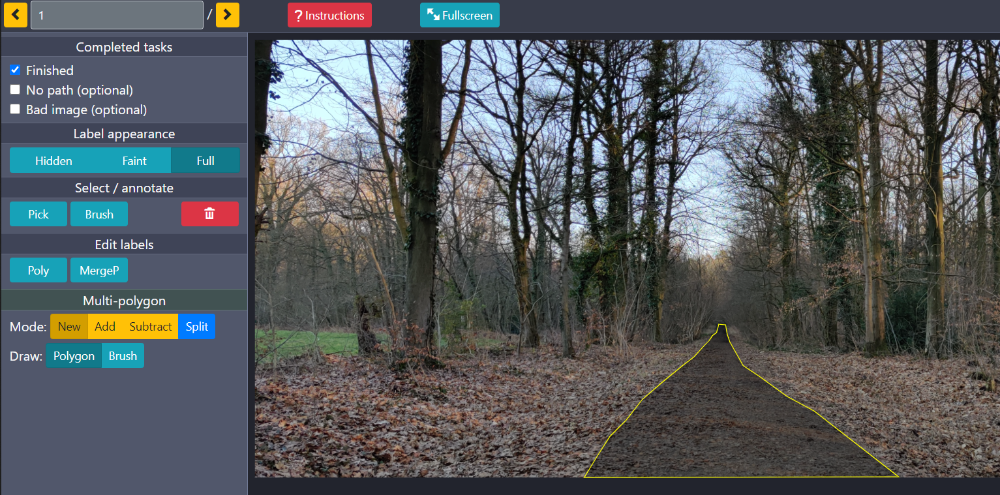 1 / ?Instructions Fullscreen
Completed tasks
Finished
No path (optional)
Bad image (optional)
Label appearance
Hidden Faint Full
Select / annotate
Pick Brush
Edit labels
Poly MergeP
Multi-polygon
Mode: New Add Subtract Split
Draw: Polygon Brush